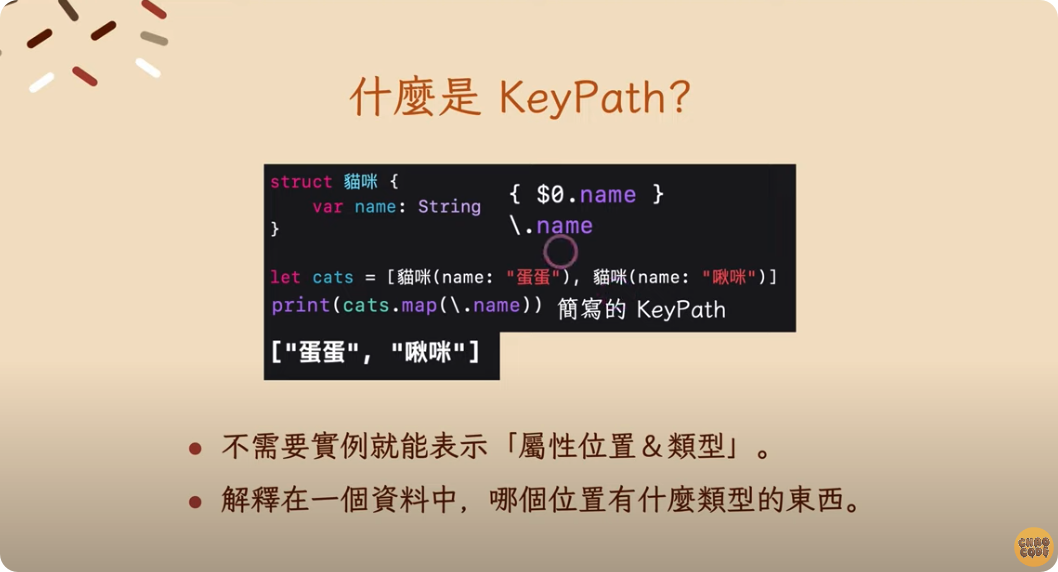 什麼是 KeyPath?
struct 貓咪 {
    var name: String
}
{ $0.name }
\.name
let cats = [貓咪(name: "蛋蛋"), 貓咪(name: "啾咪")]
print(cats.map(\.name))
簡寫的 KeyPath
["蛋蛋", "啾咪"]
不需要實例就能表示「屬性位置&類型」。
解釋在一個資料中，哪個位置有什麼類型的東西。
CHAO
CODE